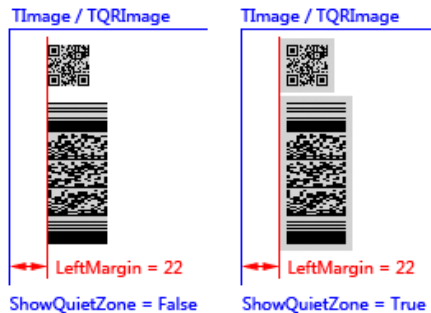 TImage / TQRImage
TImage / TQRImage
LeftMargin = 22
LeftMargin = 22
ShowQuietZone = False
ShowQuietZone = True